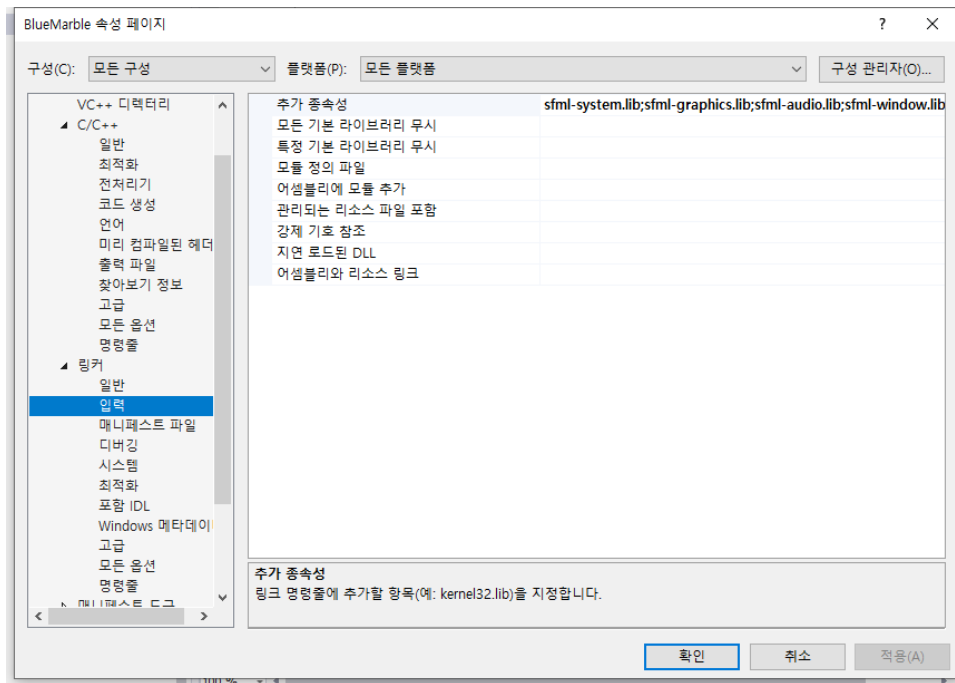 BlueMarble 속성 페이지
? ×
구성(C): 모든 구성 플랫폼(P): 모든 플랫폼 구성 관리자(O)...
VC++ 디렉터리
C/C++
일반
최적화
전처리기
코드 생성
언어
미리 컴파일된 헤더
출력 파일
찾아보기 정보
고급
모든 옵션
명령줄
링커
일반
입력
매니페스트 파일
디버깅
시스템
최적화
포함 IDL
Windows 메타데이
고급
모든 옵션
명령줄
매니페스트 도구
추가 종속성 sfml-system.lib;sfml-graphics.lib;sfml-audio.lib;sfml-window.lib
모든 기본 라이브러리 무시
특정 기본 라이브러리 무시
모듈 정의 파일
어셈블리에 모듈 추가
관리되는 리소스 파일 포함
강제 기호 참조
지연 로드된 DLL
어셈블리와 리소스 링크
추가 종속성
링크 명령줄에 추가할 항목(예: kernel32.lib)을 지정합니다.
확인 취소 적용(A)
100 %